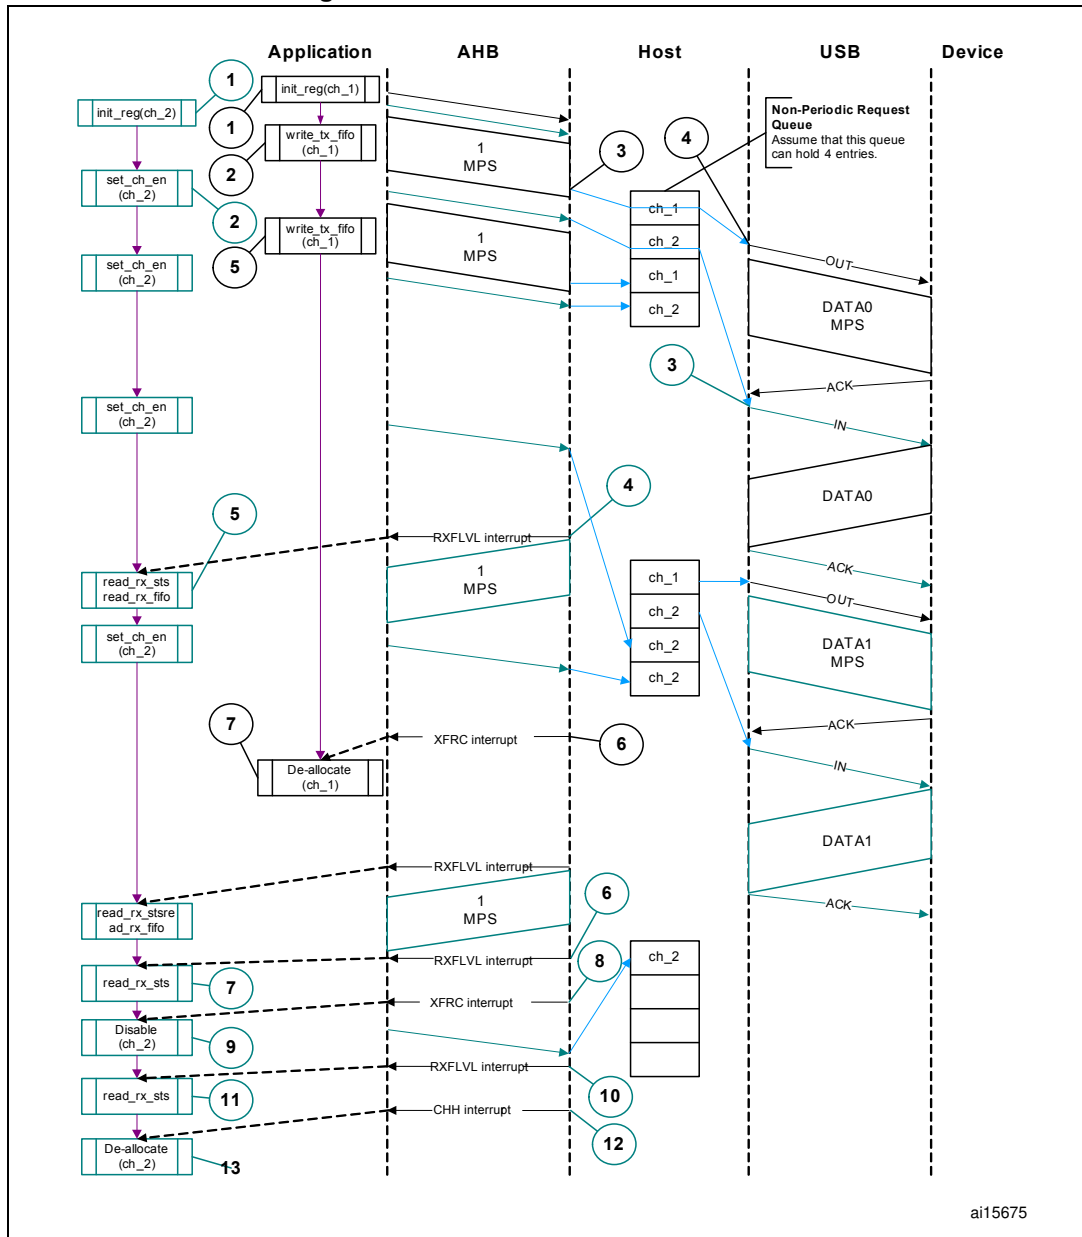 Application AHB Host USB Device
1
init_reg(ch_2)
init_reg(ch_1)
1
write_tx_fifo
(ch_1)
2
set_ch_en
(ch_2)
2
write_tx_fifo
(ch_1)
5
set_ch_en
(ch_2)
1
MPS
3
4
Non-Periodic Request
Queue
Assume that this queue
can hold 4 entries.
ch_1
ch_2
ch_1
ch_2
1
MPS
OUT
DATA0
MPS
ACK
3
IN
set_ch_en
(ch_2)
DATA0
4
5
RXFLVL interrupt
read_rx_sts
read_rx_fifo
1
MPS
ACK
ch_1
ch_2
ch_2
ch_2
OUT
set_ch_en
(ch_2)
DATA1
MPS
ACK
7
XFRC interrupt
6
De-allocate
(ch_1)
IN
DATA1
RXFLVL interrupt
ACK
read_rx_stsre
ad_rx_fifo
1
MPS
6
RXFLVL interrupt
8
ch_2
read_rx_sts
7
XFRC interrupt
Disable
(ch_2)
9
RXFLVL interrupt
read_rx_sts
11
10
CHH interrupt
De-allocate
(ch_2)
12
13
ai15675